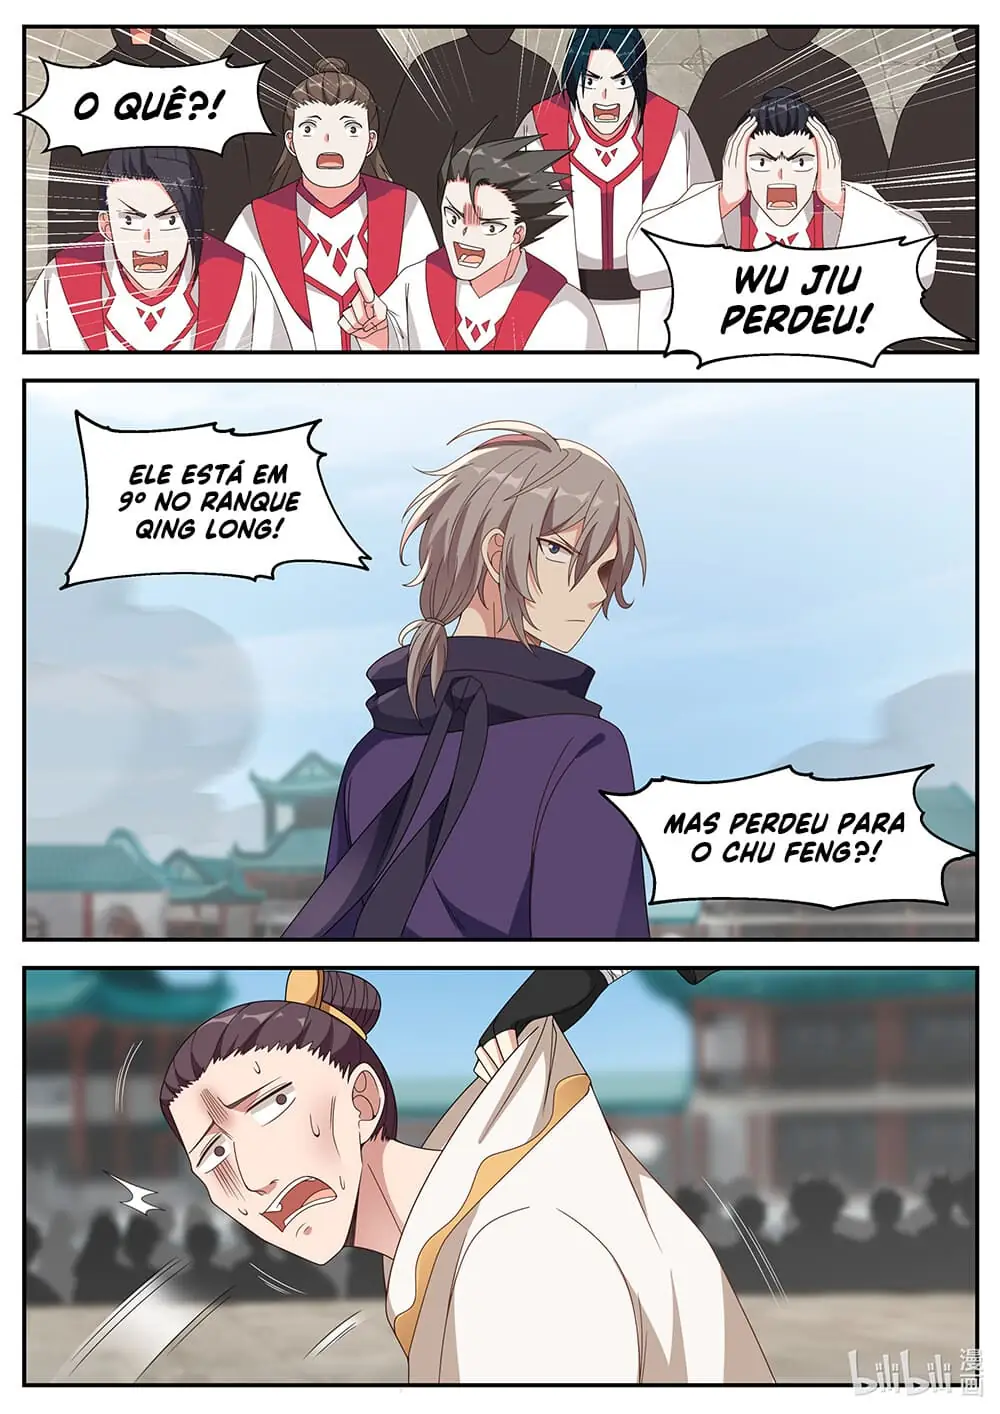 O QUÊ?!
WU JIU
PERDEU!
ELE ESTÁ EM
9º NO RANQUE
QING LONG!
MAS PERDEU PARA
O CHU FENG?!
bilibili 漫画